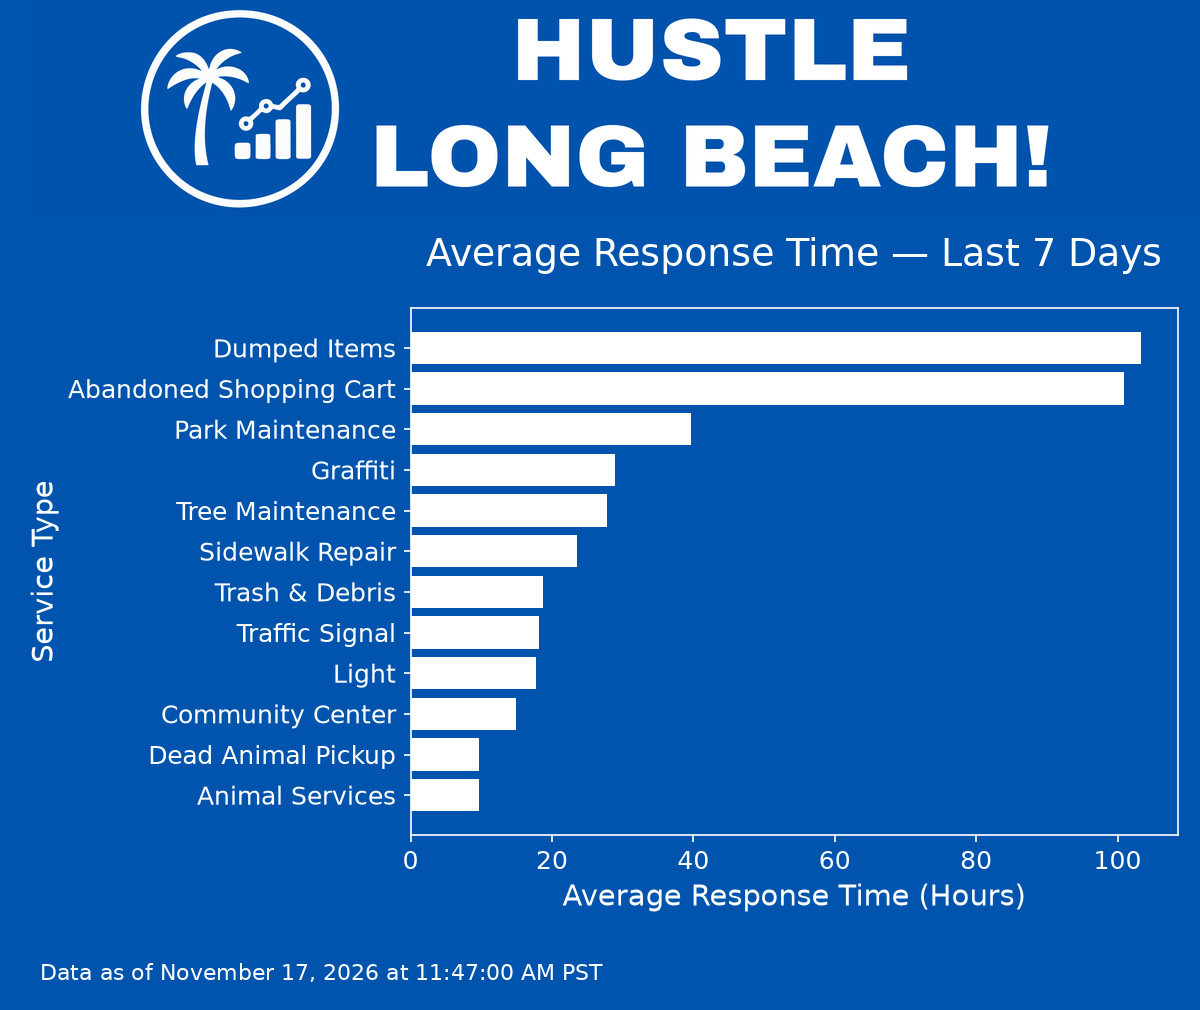 HUSTLE
LONG BEACH!
Average Response Time — Last 7 Days
Service Type
Dumped Items
Abandoned Shopping Cart
Park Maintenance
Graffiti
Tree Maintenance
Sidewalk Repair
Trash & Debris
Traffic Signal
Light
Community Center
Dead Animal Pickup
Animal Services
0 20 40 60 80 100
Average Response Time (Hours)
Data as of November 17, 2026 at 11:47:00 AM PST